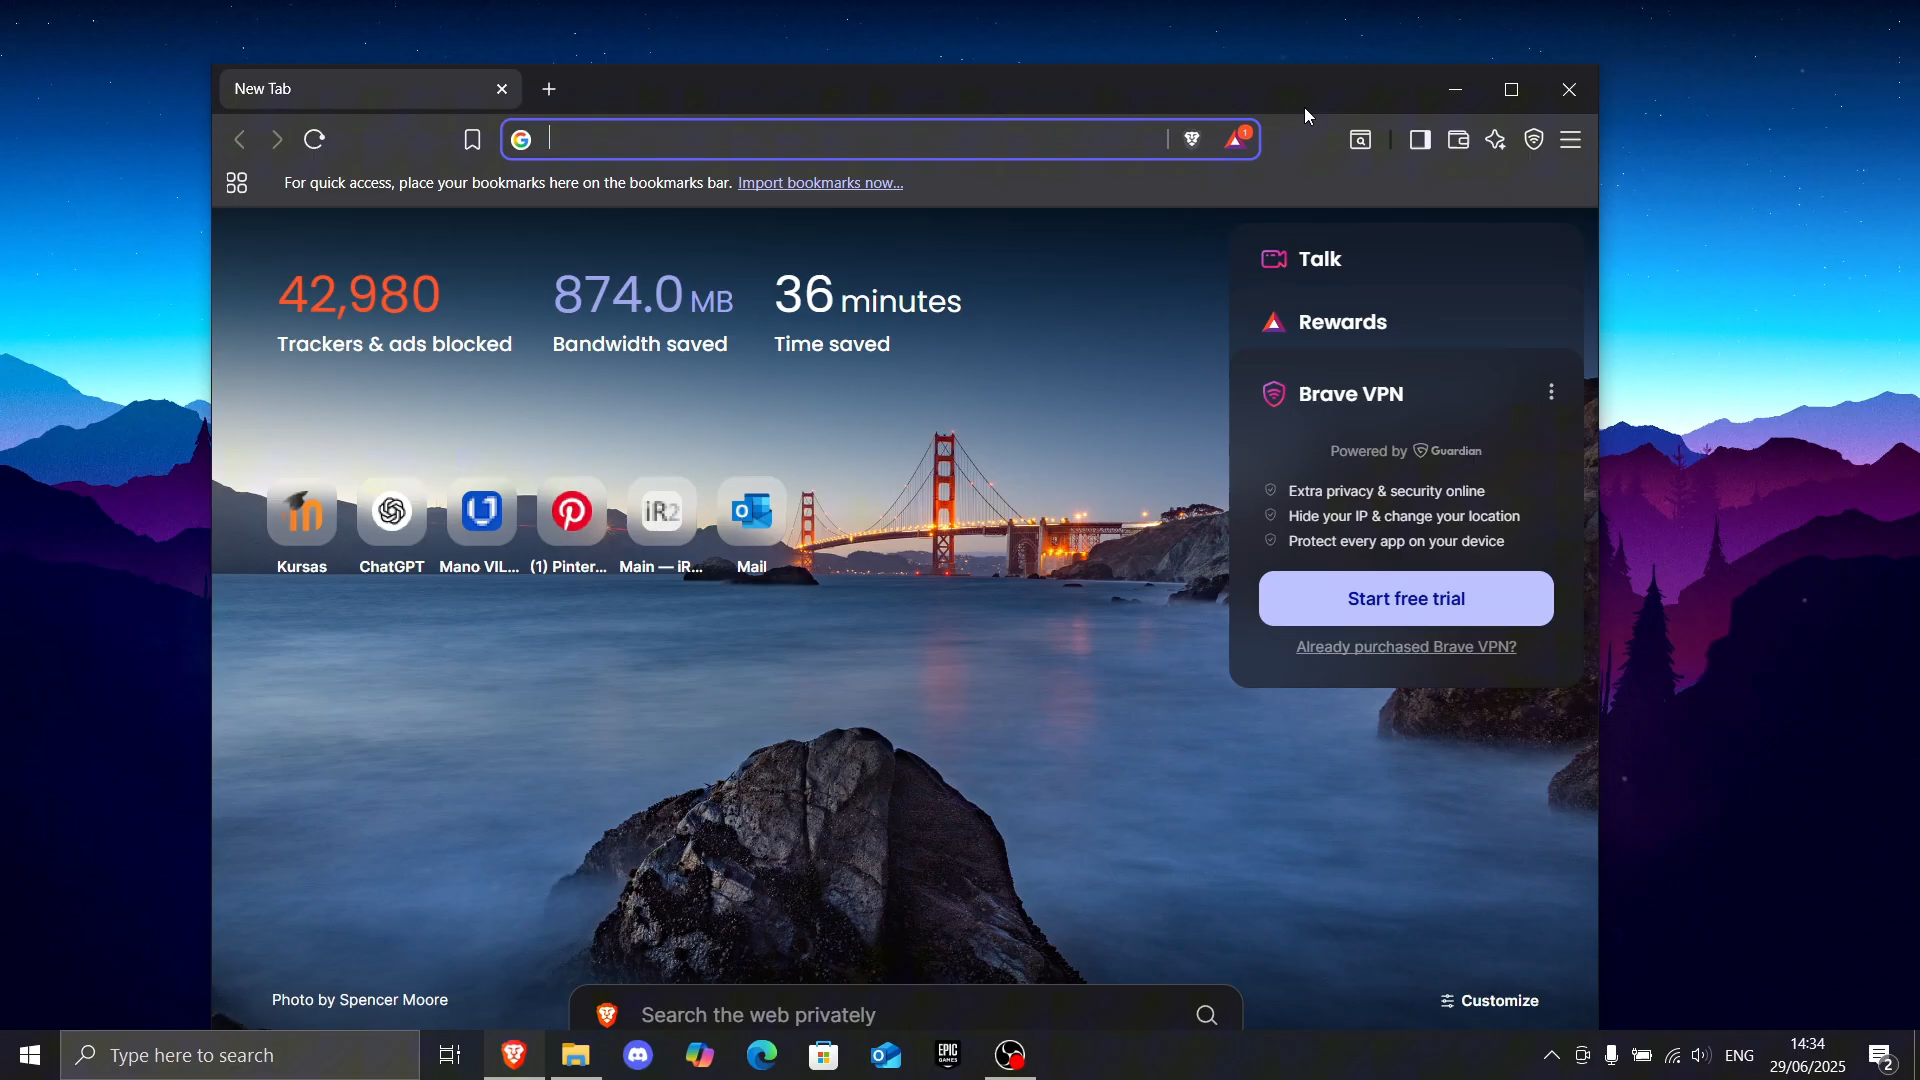 New Tab
1
For quick access, place your bookmarks here on the bookmarks bar. Import bookmarks now...
42,980
Trackers & ads blocked
874.0 MB
Bandwidth saved
36 minutes
Time saved
Talk
Rewards
Brave VPN
Powered by Guardian
Extra privacy & security online
Hide your IP & change your location
Protect every app on your device
Start free trial
Already purchased Brave VPN?
iR2
Kursas
ChatGPT
Mano VIL...
(1) Pinter...
Main — iR...
Mail
Photo by Spencer Moore
Search the web privately
Customize
Type here to search
EPIC
GAMES
ENG
14:34
29/06/2025
2